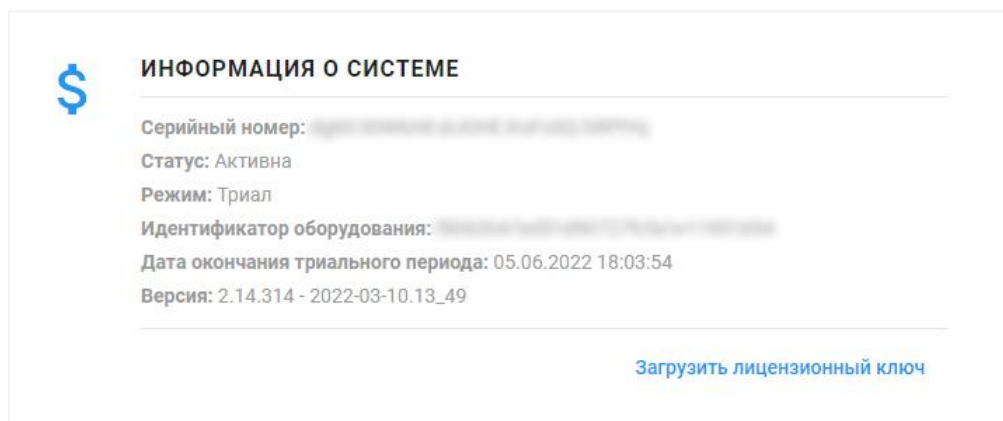 $
ИНФОРМАЦИЯ О СИСТЕМЕ
Серийный номер:
Статус: Активна
Режим: Триал
Идентификатор оборудования:
Дата окончания триального периода: 05.06.2022 18:03:54
Версия: 2.14.314 - 2022-03-10.13_49
Загрузить лицензионный ключ